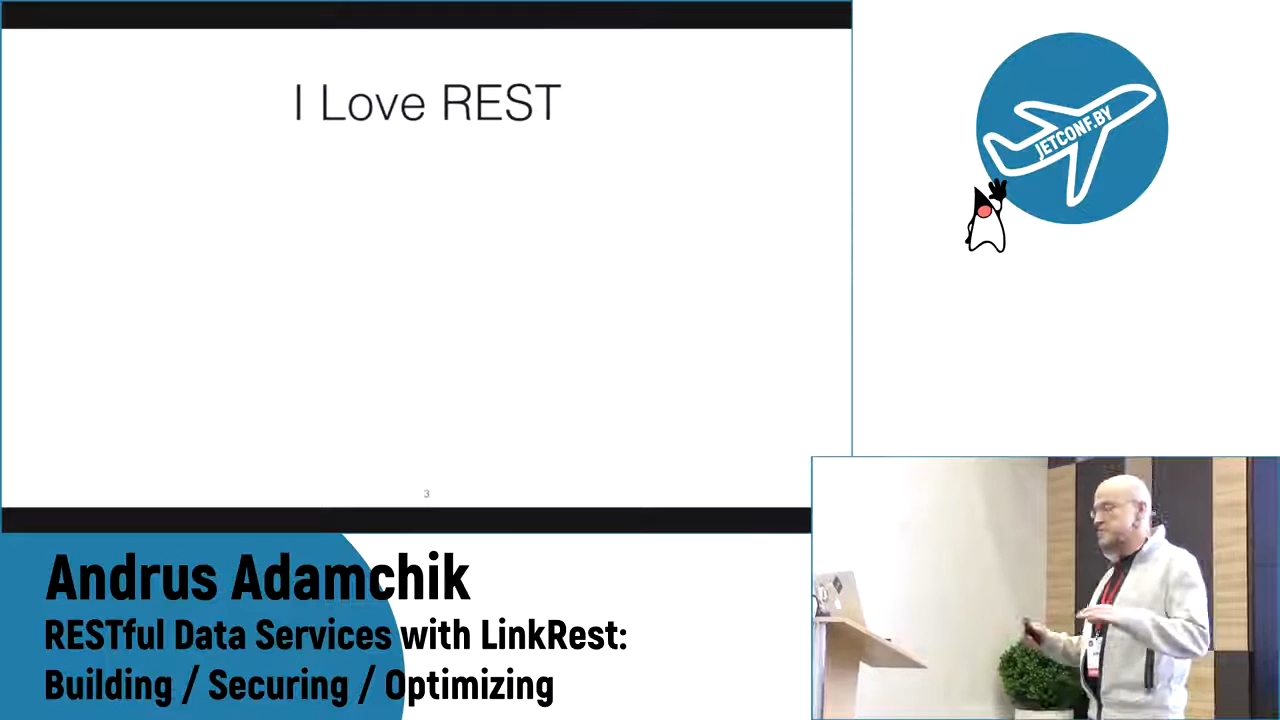 I Love REST
3
JETCONF.BY
Andrus Adamchik
RESTful Data Services with LinkRest:
Building / Securing / Optimizing